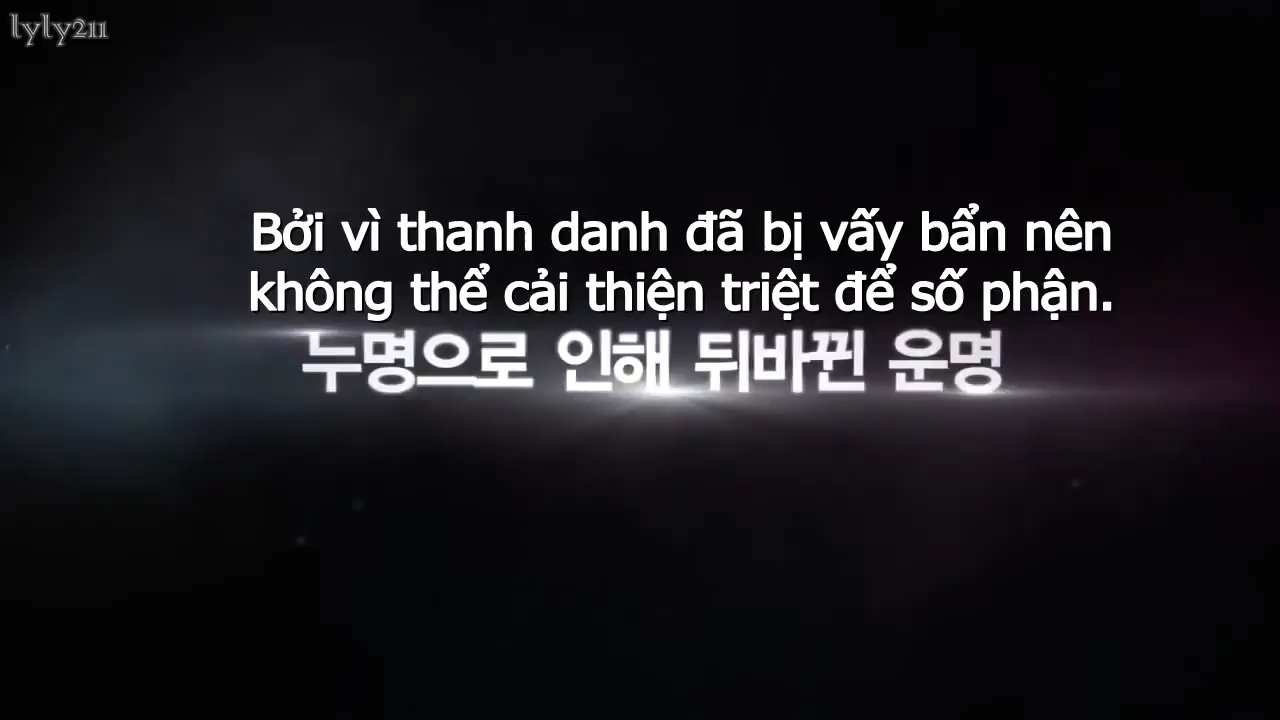 lyly211
Bởi vì thanh danh đã bị vấy bẩn nên
không thể cải thiện triệt để số phận.
누명으로 인해 뒤바뀐 운명